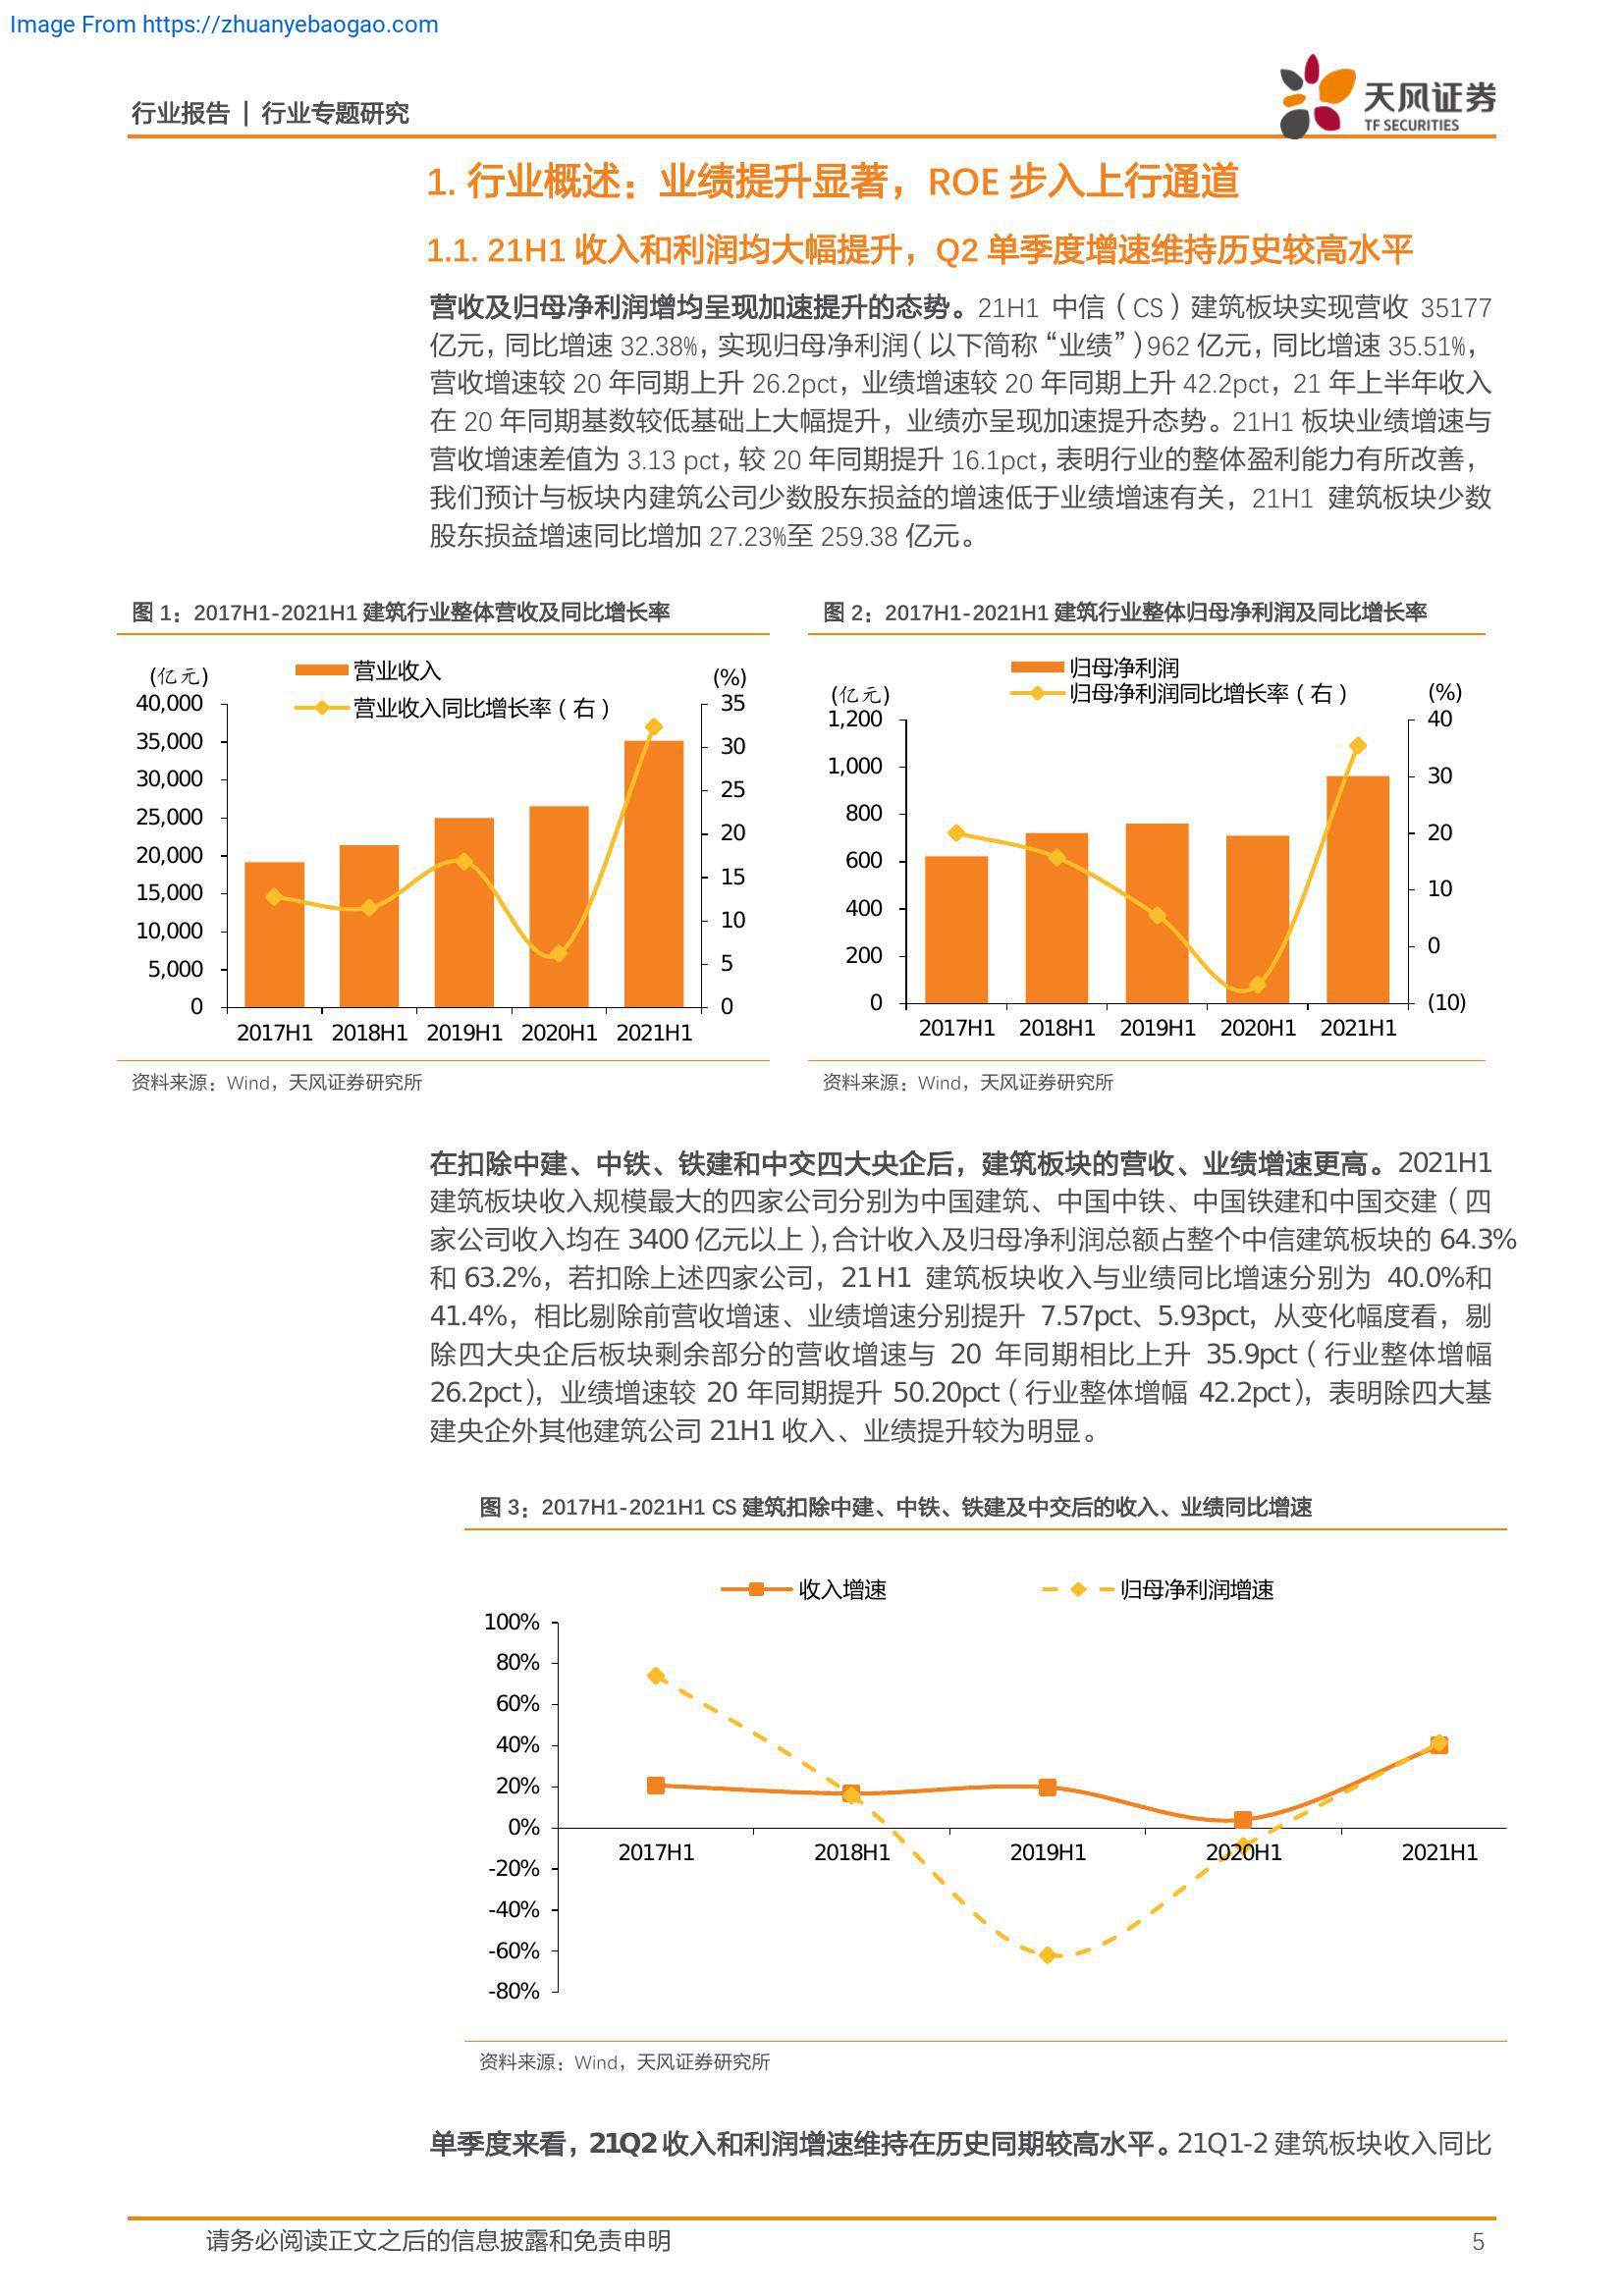 Image From https://zhuanyebaogao.com
行业报告 | 行业专题研究
天风证券
TF SECURITIES
1. 行业概述：业绩提升显著，ROE 步入上行通道
1.1. 21H1 收入和利润均大幅提升，Q2 单季度增速维持历史较高水平
营收及归母净利润增均呈现加速提升的态势。21H1 中信（CS）建筑板块实现营收 35177
亿元，同比增速 32.38%，实现归母净利润（以下简称“业绩”）962 亿元，同比增速 35.51%，
营收增速较 20 年同期上升 26.2pct，业绩增速较 20 年同期上升 42.2pct，21 年上半年收入
在 20 年同期基数较低基础上大幅提升，业绩亦呈现加速提升态势。21H1 板块业绩增速与
营收增速差值为 3.13 pct，较 20 年同期提升 16.1pct，表明行业的整体盈利能力有所改善，
我们预计与板块内建筑公司少数股东损益的增速低于业绩增速有关，21H1 建筑板块少数
股东损益增速同比增加 27.23%至 259.38 亿元。
图 1：2017H1-2021H1 建筑行业整体营收及同比增长率
(亿元)
营业收入
营业收入同比增长率（右）
(%)
40,000
35,000
30,000
25,000
20,000
15,000
10,000
5,000
0
35
30
25
20
15
10
5
0
2017H1 2018H1 2019H1 2020H1 2021H1
资料来源：Wind，天风证券研究所
图 2：2017H1-2021H1 建筑行业整体归母净利润及同比增长率
(亿元)
归母净利润
归母净利润同比增长率（右）
(%)
1,200
1,000
800
600
400
200
0
40
30
20
10
0
(10)
2017H1 2018H1 2019H1 2020H1 2021H1
资料来源：Wind，天风证券研究所
在扣除中建、中铁、铁建和中交四大央企后，建筑板块的营收、业绩增速更高。2021H1
建筑板块收入规模最大的四家公司分别为中国建筑、中国中铁、中国铁建和中国交建（四
家公司收入均在 3400 亿元以上），合计收入及归母净利润总额占整个中信建筑板块的 64.3%
和 63.2%，若扣除上述四家公司，21H1 建筑板块收入与业绩同比增速分别为 40.0%和
41.4%，相比剔除前营收增速、业绩增速分别提升 7.57pct、5.93pct，从变化幅度看，剔
除四大央企后板块剩余部分的营收增速与 20 年同期相比上升 35.9pct（行业整体增幅
26.2pct），业绩增速较 20 年同期提升 50.20pct（行业整体增幅 42.2pct），表明除四大基
建央企外其他建筑公司 21H1 收入、业绩提升较为明显。
图 3：2017H1-2021H1 CS 建筑扣除中建、中铁、铁建及中交后的收入、业绩同比增速
收入增速
归母净利润增速
100%
80%
60%
40%
20%
0%
-20%
-40%
-60%
-80%
2017H1 2018H1 2019H1 2020H1 2021H1
资料来源：Wind，天风证券研究所
单季度来看，21Q2 收入和利润增速维持在历史同期较高水平。21Q1-2 建筑板块收入同比
请务必阅读正文之后的信息披露和免责申明
5